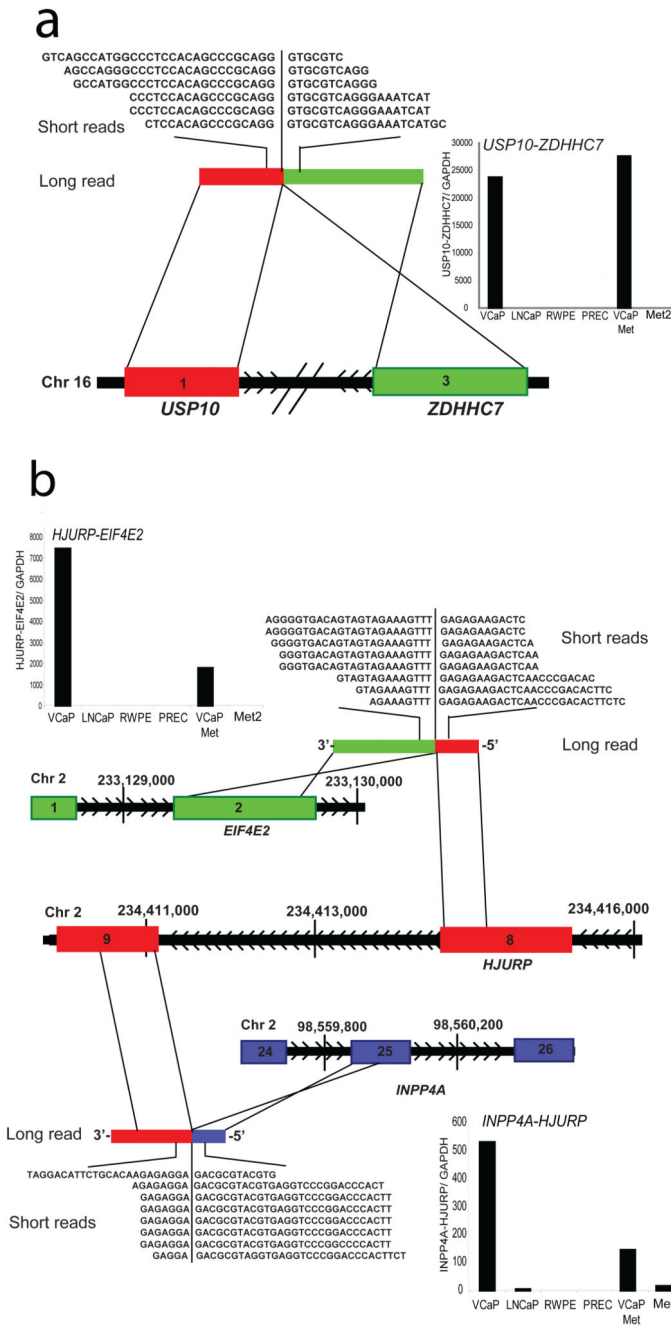 a
GTCAGCCATGGCCCTCCACAGCCCGCAGG GTGCGTC
AGCCAGGGCCCTCCACAGCCCGCAGG GTGCGTCAGG
GCCATGGCCCTCCACAGCCCGCAGG GTGCGTCAGGG
CCCTCCACAGCCCGCAGG GTGCGTCAGGGAAATCAT
CCCTCCACAGCCCGCAGG GTGCGTCAGGGAAATCAT
CTCCACAGCCCGCAGG GTGCGTCAGGGAAATCATGC
Short reads
Long read
USP10-ZDHHC7
USP10-ZDHHC7/ GAPDH
30000
25000
20000
15000
10000
5000
0
VCaP LNCaP RWPE PREC VCaP Met Met2
Chr 16
1
3
USP10
ZDHHC7
b
HJURP-EIF4E2
HJURP-EIF4E2/ GAPDH
8000
7000
6000
5000
4000
3000
2000
1000
0
VCaP LNCaP RWPE PREC VCaP Met Met2
AGGGGTGACAGTAGTAGAAAGTTT GAGAGAAGACTC
AGGGGTGACAGTAGTAGAAAGTTT GAGAGAAGACTC
GGGGTGACAGTAGTAGAAAGTTT GAGAGAAGACTCA
GGGTGACAGTAGTAGAAAGTTT GAGAGAAGACTCAA
GGGTGACAGTAGTAGAAAGTTT GAGAGAAGACTCAA
GTAGTAGAAAGTTT GAGAGAAGACTCAACCCGACAC
GTAGAAAGTTT GAGAGAAGACTCAACCCGACACTTC
AGAAAGTTT GAGAGAAGACTCAACCCGACACTTCTC
Short reads
3'- -5'
Long read
Chr 2
233,129,000
233,130,000
1
2
EIF4E2
Chr 2
234,411,000
234,413,000
234,416,000
9
8
HJURP
Chr 2
98,559,800
98,560,200
24
25
26
INPP4A
Long read
3'- -5'
TAGGACATTCTGCACAAGAGAGGA GACGCGTACGTG
AGAGAGGA GACGCGTACGTGAGGTCCCGGACCCACT
GAGAGGA GACGCGTACGTGAGGTCCCGGACCCACTT
GAGAGGA GACGCGTACGTGAGGTCCCGGACCCACTT
GAGAGGA GACGCGTACGTGAGGTCCCGGACCCACTT
GAGAGGA GACGCGTACGTGAGGTCCCGGACCCACTT
GAGAGGA GACGCGTACGTGAGGTCCCGGCCCCACTT
GAGGA GACGCGTAGGTGAGGTCCCGGACCCACTTCT
Short reads
INPP4A-HJURP
INPP4A-HJURP/ GAPDH
600
500
400
300
200
100
0
VCaP LNCaP RWPE PREC VCaP Met Me